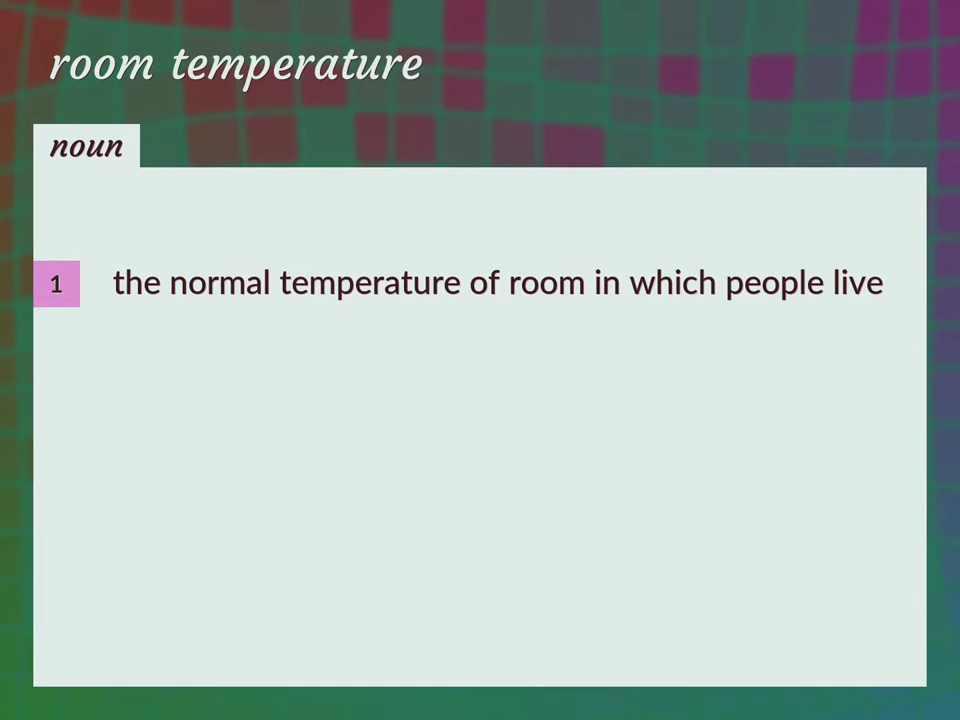 room temperature
noun
1 the normal temperature of room in which people live